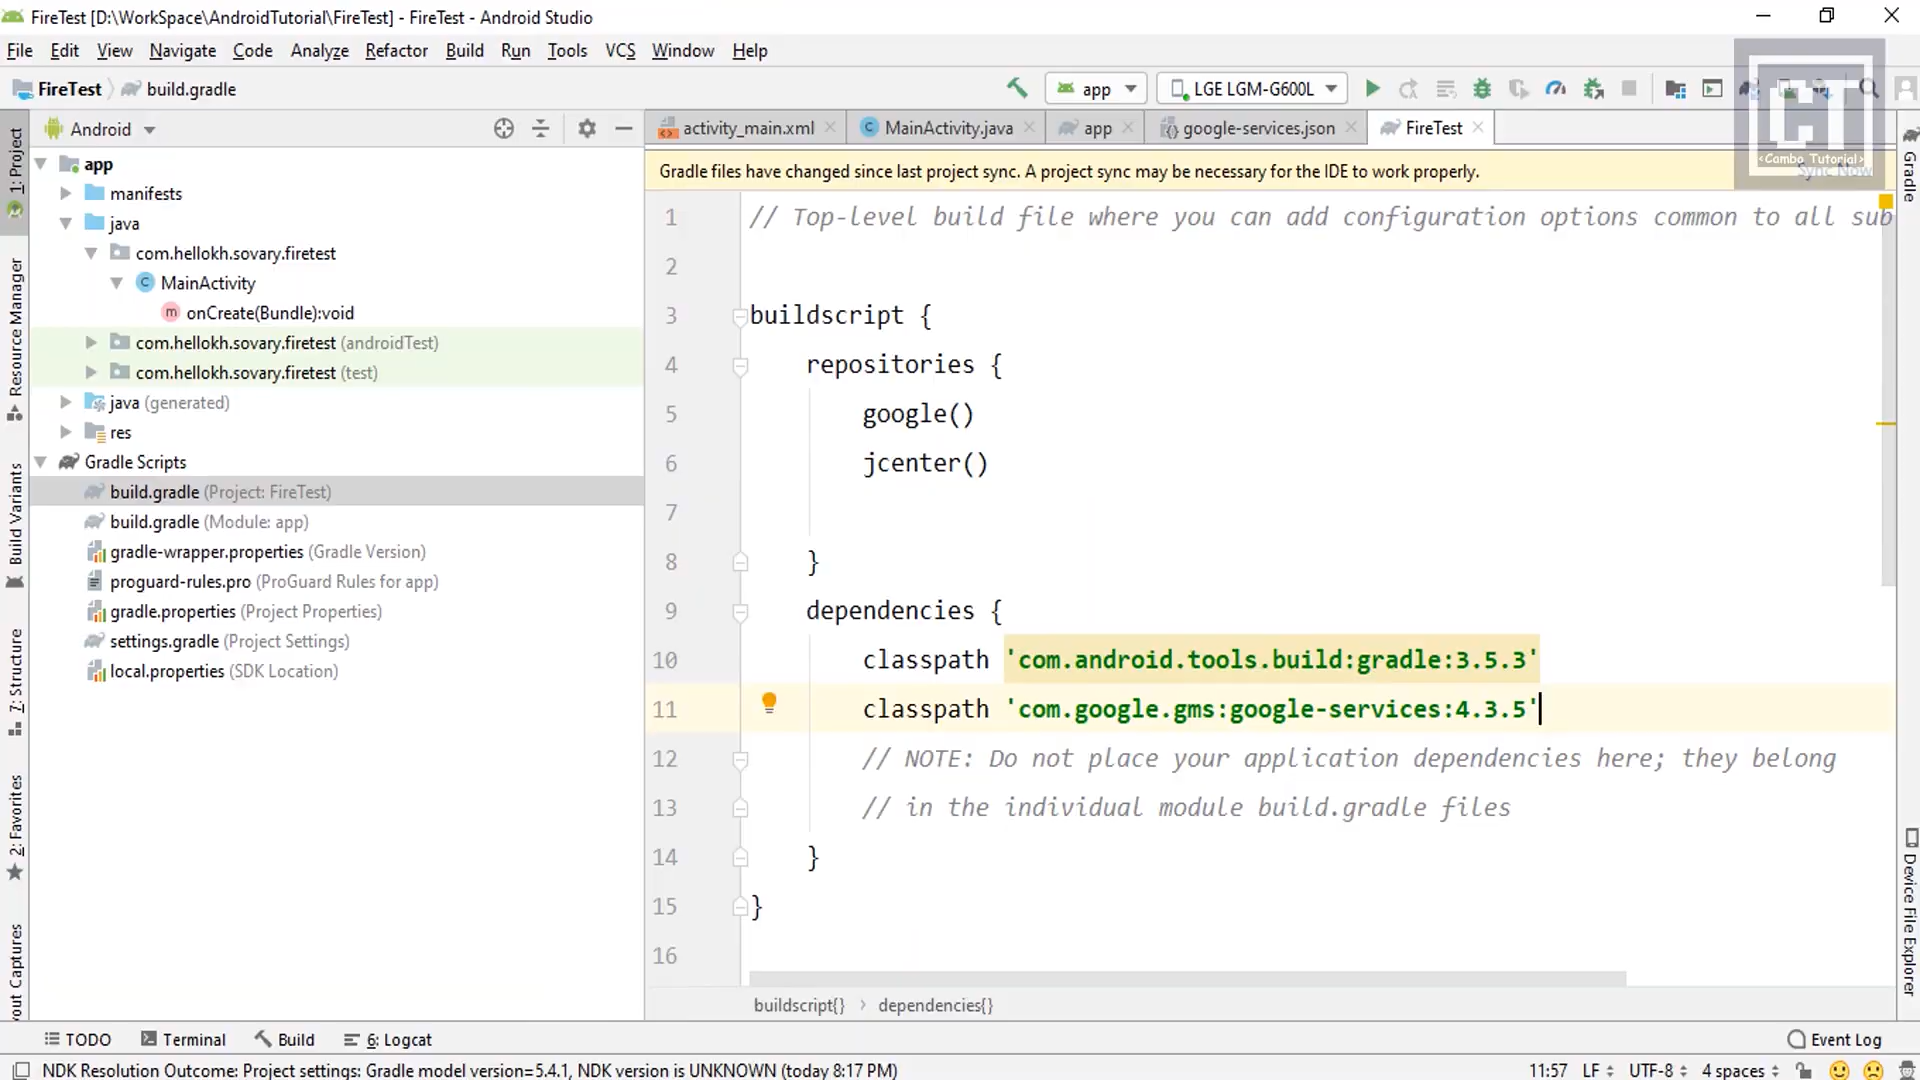 FireTest [D:\WorkSpace\AndroidTutorial\FireTest] - FireTest - Android Studio
File Edit View Navigate Code Analyze Refactor Build Run Tools VCS Window Help
FireTest build.gradle app LGE LGM-G600L
CT
<Cambo Tutorial>
Android activity_main.xml MainActivity.java app google-services.json FireTest
Gradle files have changed since last project sync. A project sync may be necessary for the IDE to work properly. Sync Now
1: Project
Resource Manager
Build Variants
7: Structure
2: Favorites
app
manifests
java
com.hellokh.sovary.firetest
MainActivity
onCreate(Bundle):void
com.hellokh.sovary.firetest (androidTest)
com.hellokh.sovary.firetest (test)
java (generated)
res
Gradle Scripts
build.gradle (Project: FireTest)
build.gradle (Module: app)
gradle-wrapper.properties (Gradle Version)
proguard-rules.pro (ProGuard Rules for app)
gradle.properties (Project Properties)
settings.gradle (Project Settings)
local.properties (SDK Location)
1 // Top-level build file where you can add configuration options common to all sub
2
3 buildscript {
4 repositories {
5 google()
6 jcenter()
7
8 }
9 dependencies {
10 classpath 'com.android.tools.build:gradle:3.5.3'
11 classpath 'com.google.gms:google-services:4.3.5'
12 // NOTE: Do not place your application dependencies here; they belong
13 // in the individual module build.gradle files
14 }
15 }
16
buildscript{} › dependencies{}
Gradle
Device File Explorer
TODO Terminal Build 6: Logcat Event Log
NDK Resolution Outcome: Project settings: Gradle model version=5.4.1, NDK version is UNKNOWN (today 8:17 PM) 11:57 LF UTF-8 4 spaces